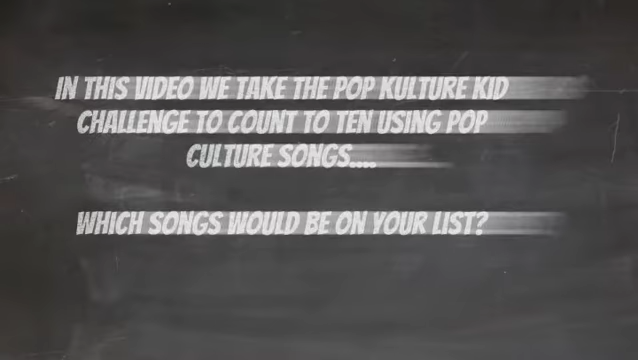 IN THIS VIDEO WE TAKE THE POP KULTURE KID
CHALLENGE TO COUNT TO TEN USING POP
CULTURE SONGS....
WHICH SONGS WOULD BE ON YOUR LIST?